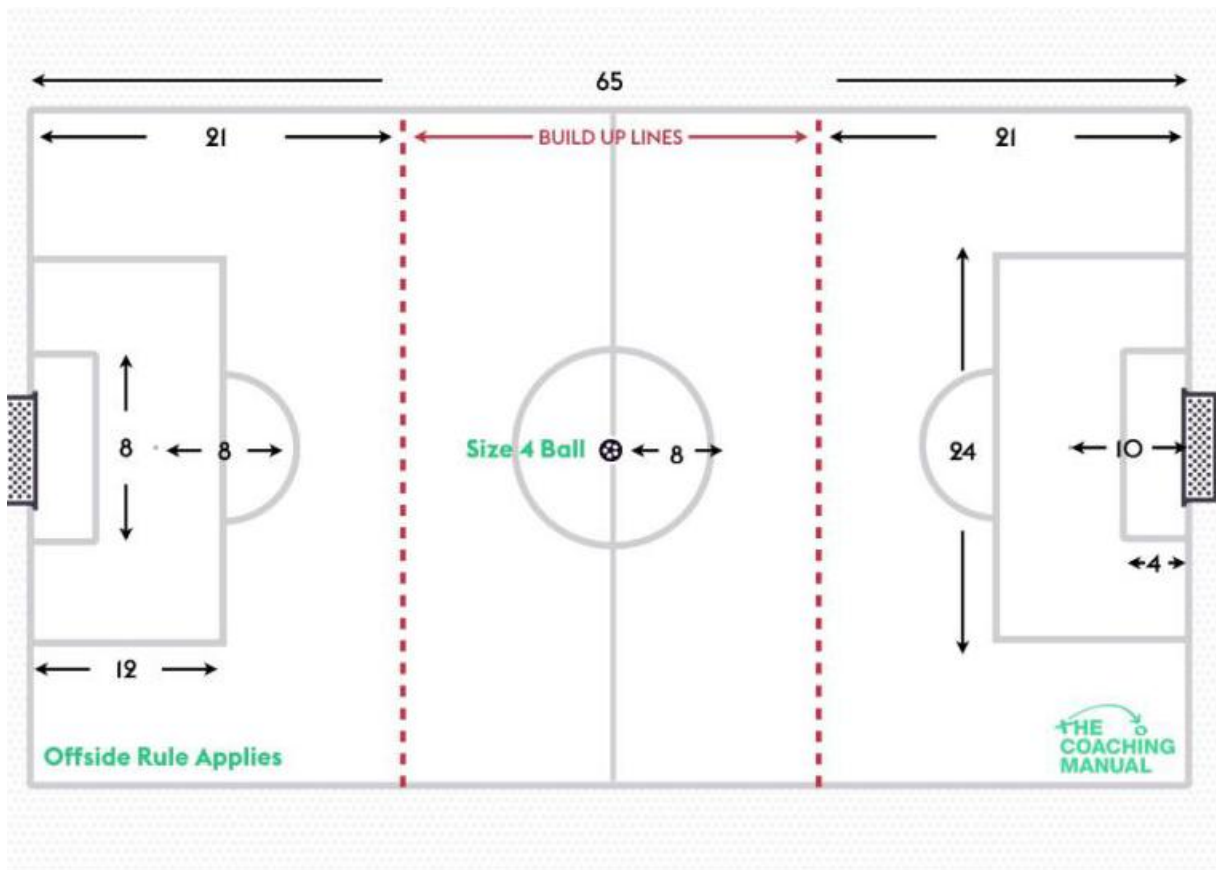 65
21
BUILD UP LINES
21
8
8
Size 4 Ball
8
24
10
4
12
Offside Rule Applies
THE
COACHING
MANUAL